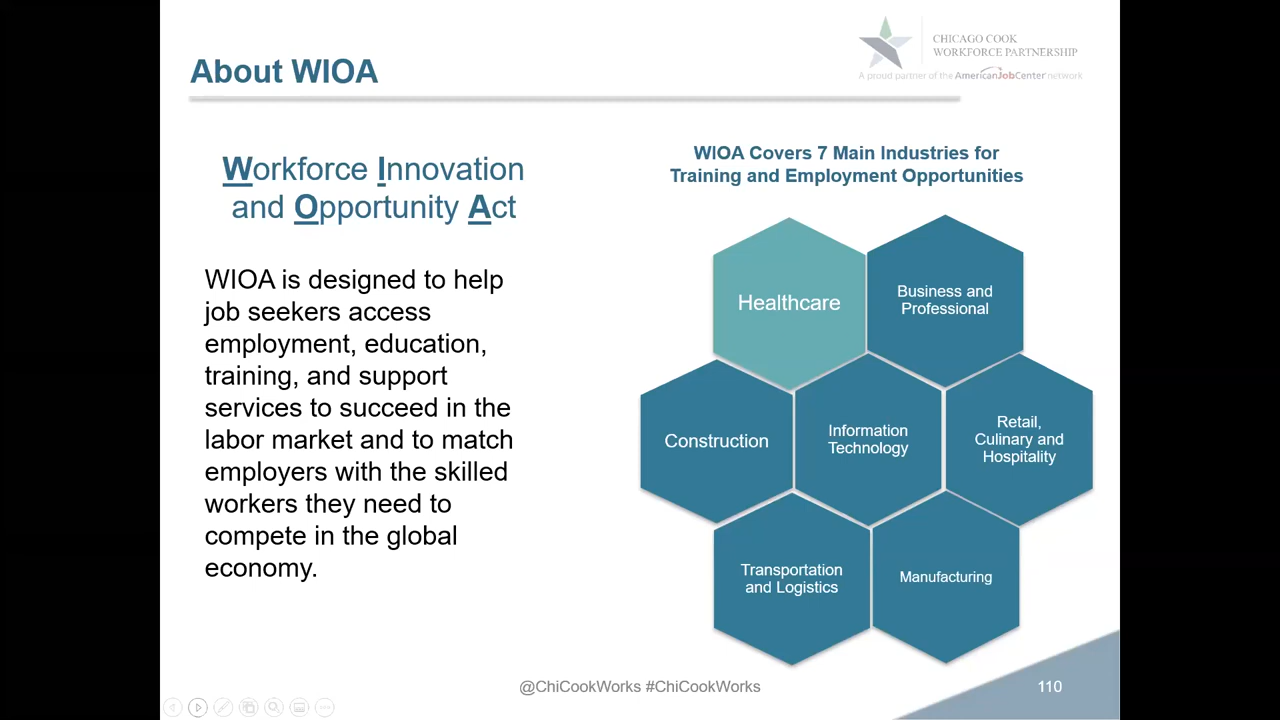 About WIOA
CHICAGO COOK
WORKFORCE PARTNERSHIP
A proud partner of the AmericanJobCenter network
Workforce Innovation
and Opportunity Act
WIOA is designed to help
job seekers access
employment, education,
training, and support
services to succeed in the
labor market and to match
employers with the skilled
workers they need to
compete in the global
economy.
WIOA Covers 7 Main Industries for
Training and Employment Opportunities
Healthcare
Business and
Professional
Construction
Information
Technology
Retail,
Culinary and
Hospitality
Transportation
and Logistics
Manufacturing
@ChiCookWorks #ChiCookWorks
110